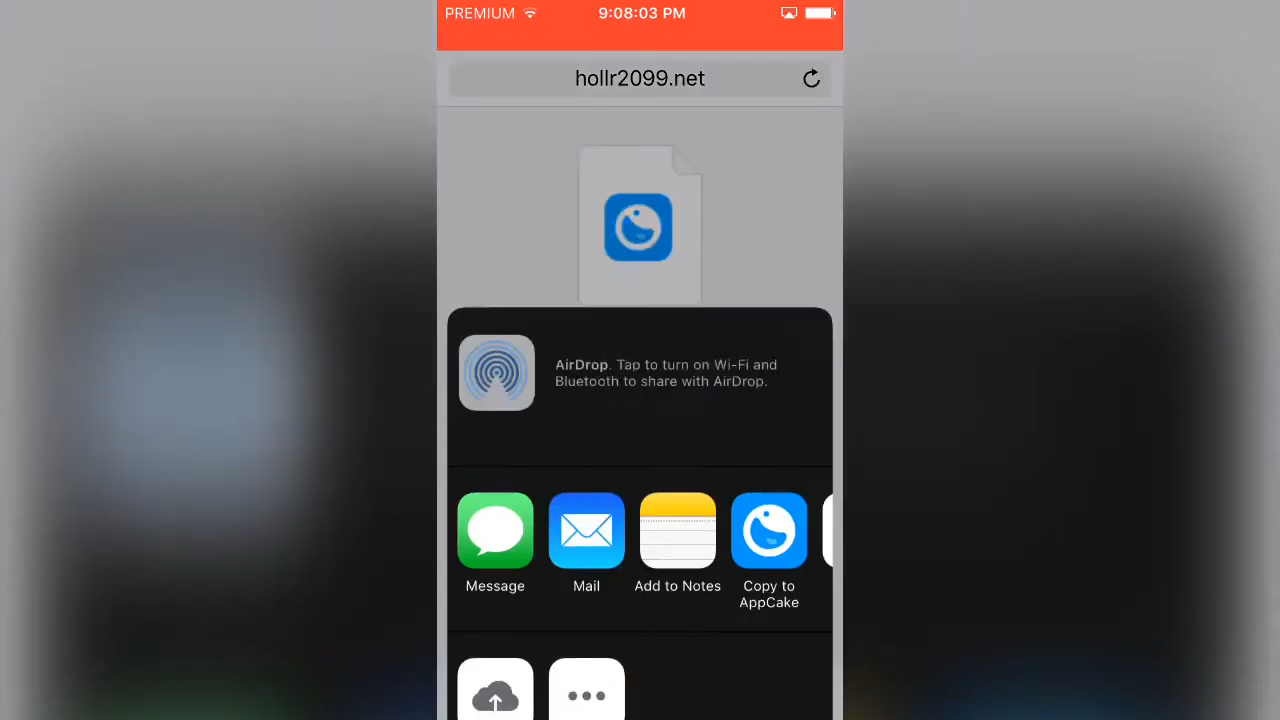 PREMIUM 9:08:03 PM
hollr2099.net
AirDrop. Tap to turn on Wi-Fi and
Bluetooth to share with AirDrop.
Message
Mail
Add to Notes
Copy to
AppCake